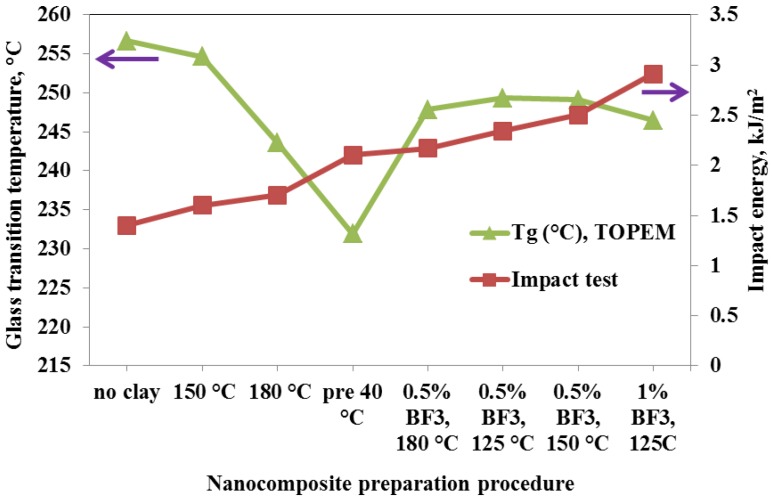 260
255
250
245
240
235
230
225
220
215
Glass transition temperature, °C
3.5
3
2.5
2
1.5
1
0.5
0
Impact energy, kJ/m²
Tg (°C), TOPEM
Impact test
no clay
150 °C
180 °C
pre 40
°C
0.5%
BF3,
180 °C
0.5%
BF3,
125 °C
0.5%
BF3,
150 °C
1%
BF3,
125C
Nanocomposite preparation procedure